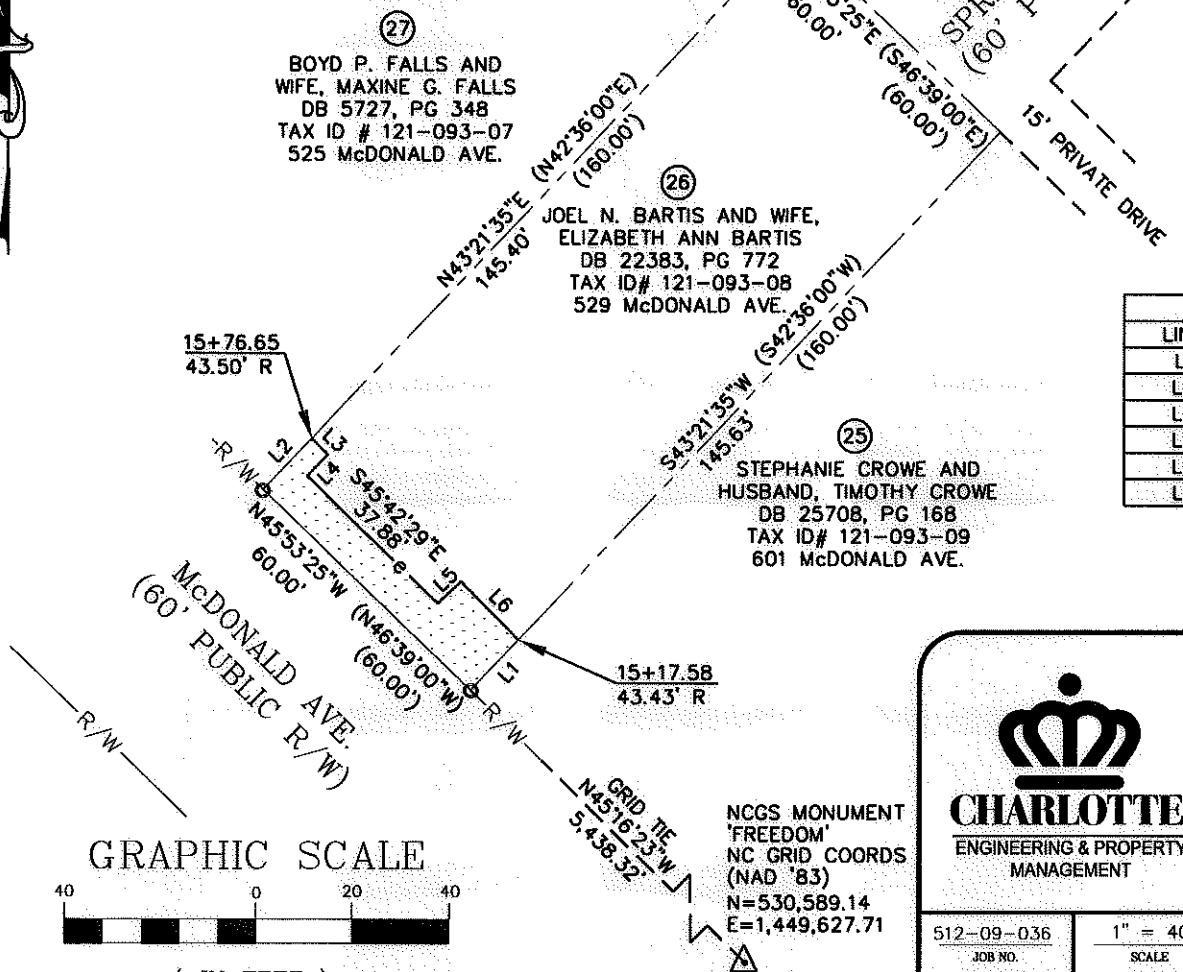 27
BOYD P. FALLS AND
WIFE, MAXINE G. FALLS
DB 5727, PG 348
TAX ID # 121-093-07
525 McDONALD AVE.
N43°21'35"E (N42°36'00"E)
145.40' (160.00')
(S46°39'00"E)
60.00' (60.00')
(60'
15' PRIVATE DRIVE
26
JOEL N. BARTIS AND WIFE,
ELIZABETH ANN BARTIS
DB 22383, PG 772
TAX ID# 121-093-08
529 McDONALD AVE.
S43°21'35"W (S42°36'00"W)
145.63' (160.00')
25
STEPHANIE CROWE AND
HUSBAND, TIMOTHY CROWE
DB 25708, PG 168
TAX ID# 121-093-09
601 McDONALD AVE.
15+76.65
43.50' R
R/W
L2
L3
L4
S45°42'29"E
37.88'
e
L5
L6
L1
N45°53'25"W (N46°39'00"W)
60.00' (60.00')
15+17.58
43.43' R
R/W
McDONALD AVE.
(60' PUBLIC R/W)
R/W
GRID TIE
N45°16'23"W
5,438.32'
NCGS MONUMENT
'FREEDOM'
NC GRID COORDS
(NAD '83)
N=530,589.14
E=1,449,627.71
GRAPHIC SCALE
40 0 20 40
CHARLOTTE
ENGINEERING & PROPERTY
MANAGEMENT
512-09-036
JOB NO.
1" = 40
SCALE